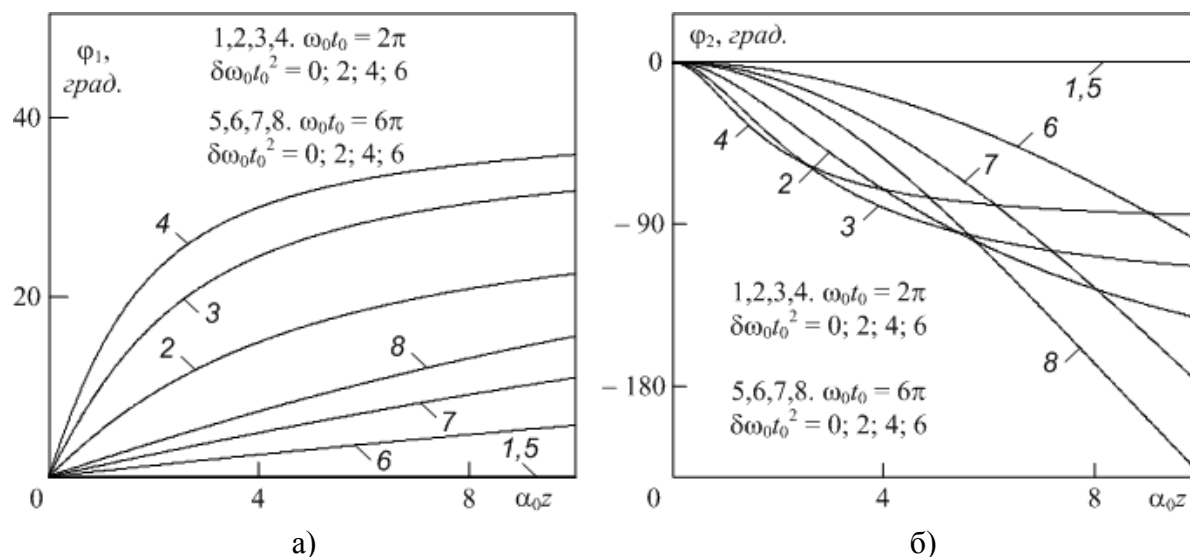 φ₁,
град.
1,2,3,4. ω₀t₀ = 2π
δω₀t₀² = 0; 2; 4; 6
5,6,7,8. ω₀t₀ = 6π
δω₀t₀² = 0; 2; 4; 6
40
20
4
3
2
8
7
6
1,5
0
4
8
α₀z
а)
φ₂, град.
0
1,5
6
4
7
2
3
– 90
1,2,3,4. ω₀t₀ = 2π
δω₀t₀² = 0; 2; 4; 6
8
– 180
5,6,7,8. ω₀t₀ = 6π
δω₀t₀² = 0; 2; 4; 6
0
4
8
α₀z
б)